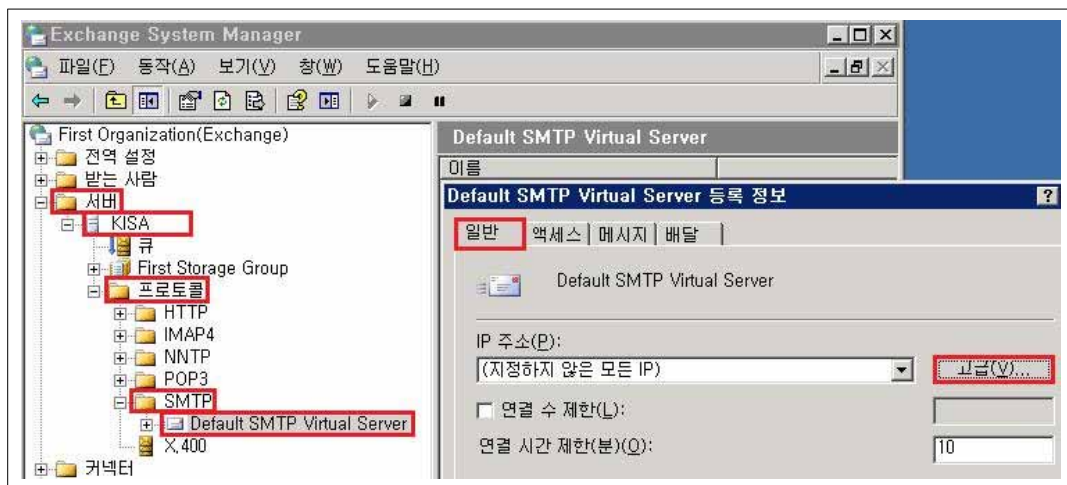 Exchange System Manager
파일(F) 동작(A) 보기(V) 창(W) 도움말(H)
First Organization(Exchange)
전역 설정
받는 사람
서버
KISA
큐
First Storage Group
프로토콜
HTTP
IMAP4
NNTP
POP3
SMTP
Default SMTP Virtual Server
X.400
커넥터
Default SMTP Virtual Server
이름
Default SMTP Virtual Server 등록 정보
일반 액세스 메시지 배달
Default SMTP Virtual Server
IP 주소(P):
(지정하지 않은 모든 IP) 고급(V)...
연결 수 제한(L):
연결 시간 제한(분)(O): 10